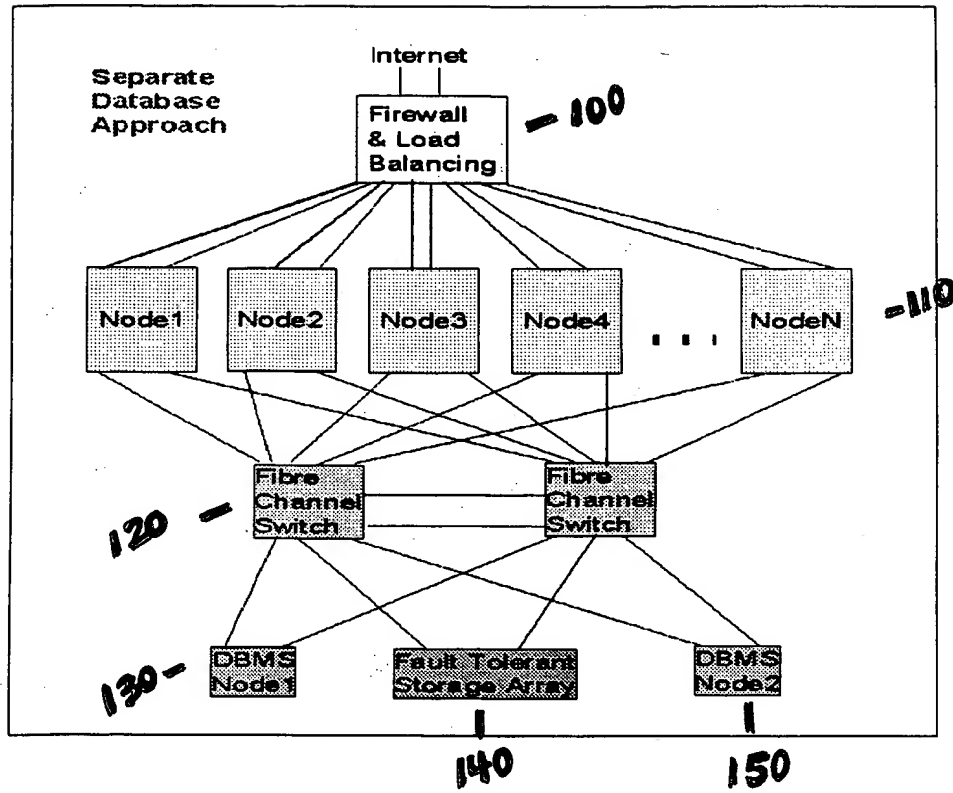 Internet
Separate
Database
Approach
Firewall
& Load
Balancing
- 100
Node1
Node2
Node3
Node4
. . .
NodeN
- 110
Fibre
Channel
Switch
Fibre
Channel
Switch
120 -
DBMS
Node1
Fault Tolerant
Storage Array
DBMS
Node2
130 -
140
150